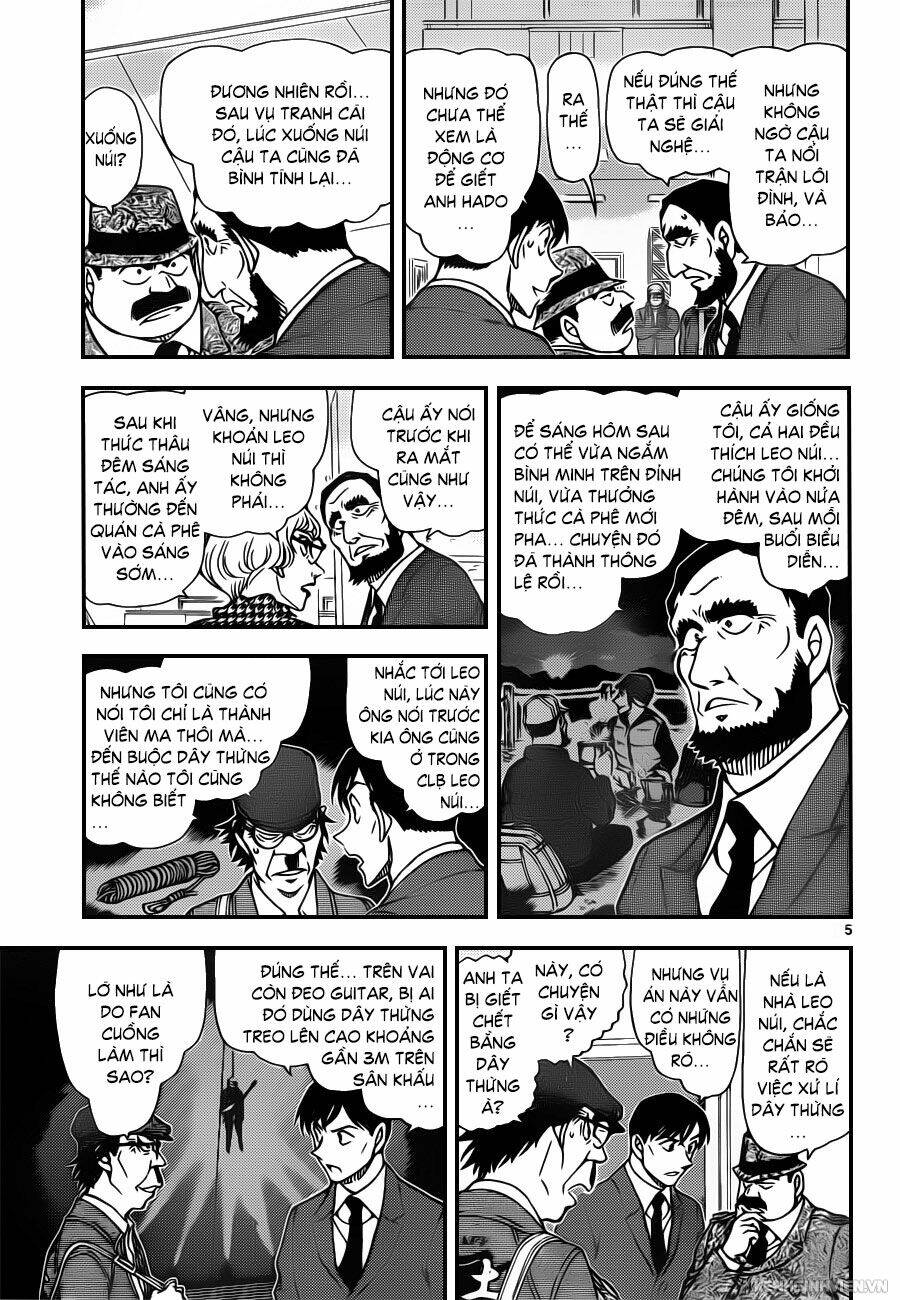 NHƯNG
KHÔNG
NGỜ CẬU
TA NỔI
TRẬN LÔI
ĐÌNH, VÀ
BẢO...
NẾU ĐÚNG THẾ
THẬT THÌ CẬU
TA SẼ GIẢI
NGHỆ...
RA
THẾ
...
NHƯNG ĐÓ
CHƯA THỂ
XEM LÀ
ĐỘNG CƠ
ĐỂ GIẾT
ANH HADO
...
ĐƯƠNG NHIÊN RỒI...
SAU VỤ TRANH CÃI
ĐÓ, LÚC XUỐNG NÚI
CẬU TA CŨNG ĐÃ
BÌNH TĨNH LẠI...
XUỐNG
NÚI?
CẬU ẤY GIỐNG
TÔI, CẢ HAI ĐỀU
THÍCH LEO NÚI...
CHÚNG TÔI KHỞI
HÀNH VÀO NỬA
ĐÊM, SAU MỖI
BUỔI BIỂU
DIỄN...
ĐỂ SÁNG HÔM SAU
CÓ THỂ VỪA NGẮM
BÌNH MINH TRÊN ĐỈNH
NÚI, VỪA THƯỞNG
THỨC CÀ PHÊ MỚI
PHA... CHUYỆN ĐÓ
ĐÃ THÀNH THÔNG
LỆ RỒI...
CẬU ẤY NÓI
TRƯỚC KHI
RA MẮT
CŨNG NHƯ
VẬY...
VÂNG, NHƯNG
KHOẢN LEO
NÚI THÌ
KHÔNG
PHẢI...
SAU KHI
THỨC THÂU
ĐÊM SÁNG
TÁC, ANH ẤY
THƯỜNG ĐẾN
QUÁN CÀ PHÊ
VÀO SÁNG
SỚM...
NHẮC TỚI LEO
NÚI, LÚC NÀY
ÔNG NÓI TRƯỚC
KIA ÔNG CŨNG
Ở TRONG
CLB LEO
NÚI...
NHƯNG TÔI CŨNG CÓ
NÓI TÔI CHỈ LÀ THÀNH
VIÊN MA THÔI MÀ...
ĐẾN BUỘC DÂY THỪNG
THẾ NÀO TÔI CŨNG
KHÔNG BIẾT
...
5
NẾU LÀ
NHÀ LEO
NÚI, CHẮC
CHẮN SẼ
RẤT RÕ
VIỆC XỬ LÍ
DÂY THỪNG
...
NHƯNG VỤ
ÁN NÀY VẪN
CÓ NHỮNG
ĐIỀU KHÔNG
RÕ...
NÀY, CÓ
CHUYỆN
GÌ VẬY
?
ANH TA
BỊ GIẾT
CHẾT
BẰNG
DÂY
THỪNG
À?
土
ĐÚNG THẾ... TRÊN VAI
CÒN ĐEO GUITAR, BỊ AI
ĐÓ DÙNG DÂY THỪNG
TREO LÊN CAO KHOẢNG
GẦN 3M TRÊN
SÂN KHẤU
...
LỠ NHƯ LÀ
DO FAN
CUỒNG
LÀM THÌ
SAO?